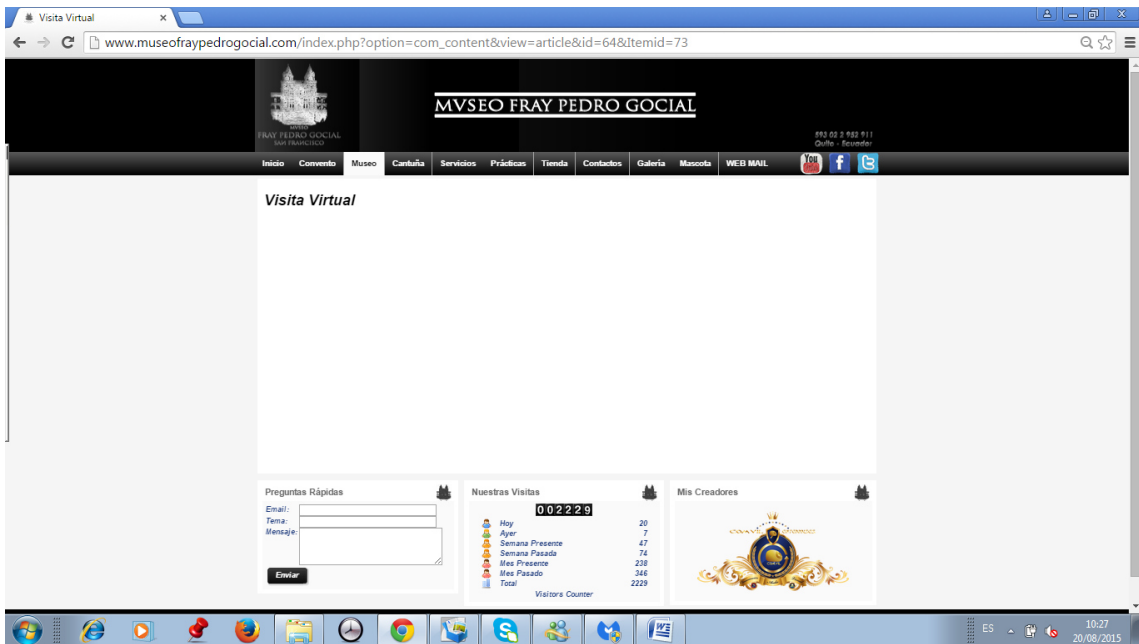 Visita Virtual
www.museofraypedrogocial.com/index.php?option=com_content&view=article&id=64&Itemid=73
MVSEO
FRAY PEDRO GOCIAL
SAN FRANCISCO
MVSEO FRAY PEDRO GOCIAL
593 02 2 952 911
Quito - Ecuador
Inicio Convento Museo Cantuña Servicios Prácticas Tienda Contactos Galería Mascota WEB MAIL You
Visita Virtual
Preguntas Rápidas
Email:
Tema:
Mensaje:
Enviar
Nuestras Visitas
002229
Hoy 20
Ayer 7
Semana Presente 47
Semana Pasada 74
Mes Presente 238
Mes Pasado 346
Total 2229
Visitors Counter
Mis Creadores
ES 10:27
20/08/2015